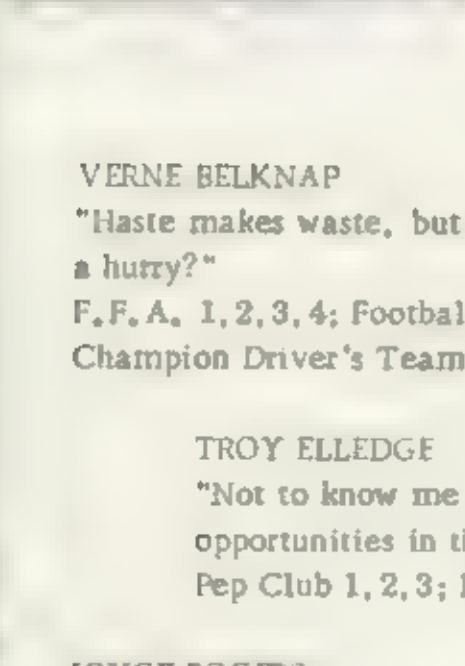 VERNE BELKNAP
"Haste makes waste, but
a hurry?"
F.F.A. 1,2,3,4; Footbal
Champion Driver's Team
TROY ELLEDGE
"Not to know me
opportunities in ti
Pep Club 1,2,3;